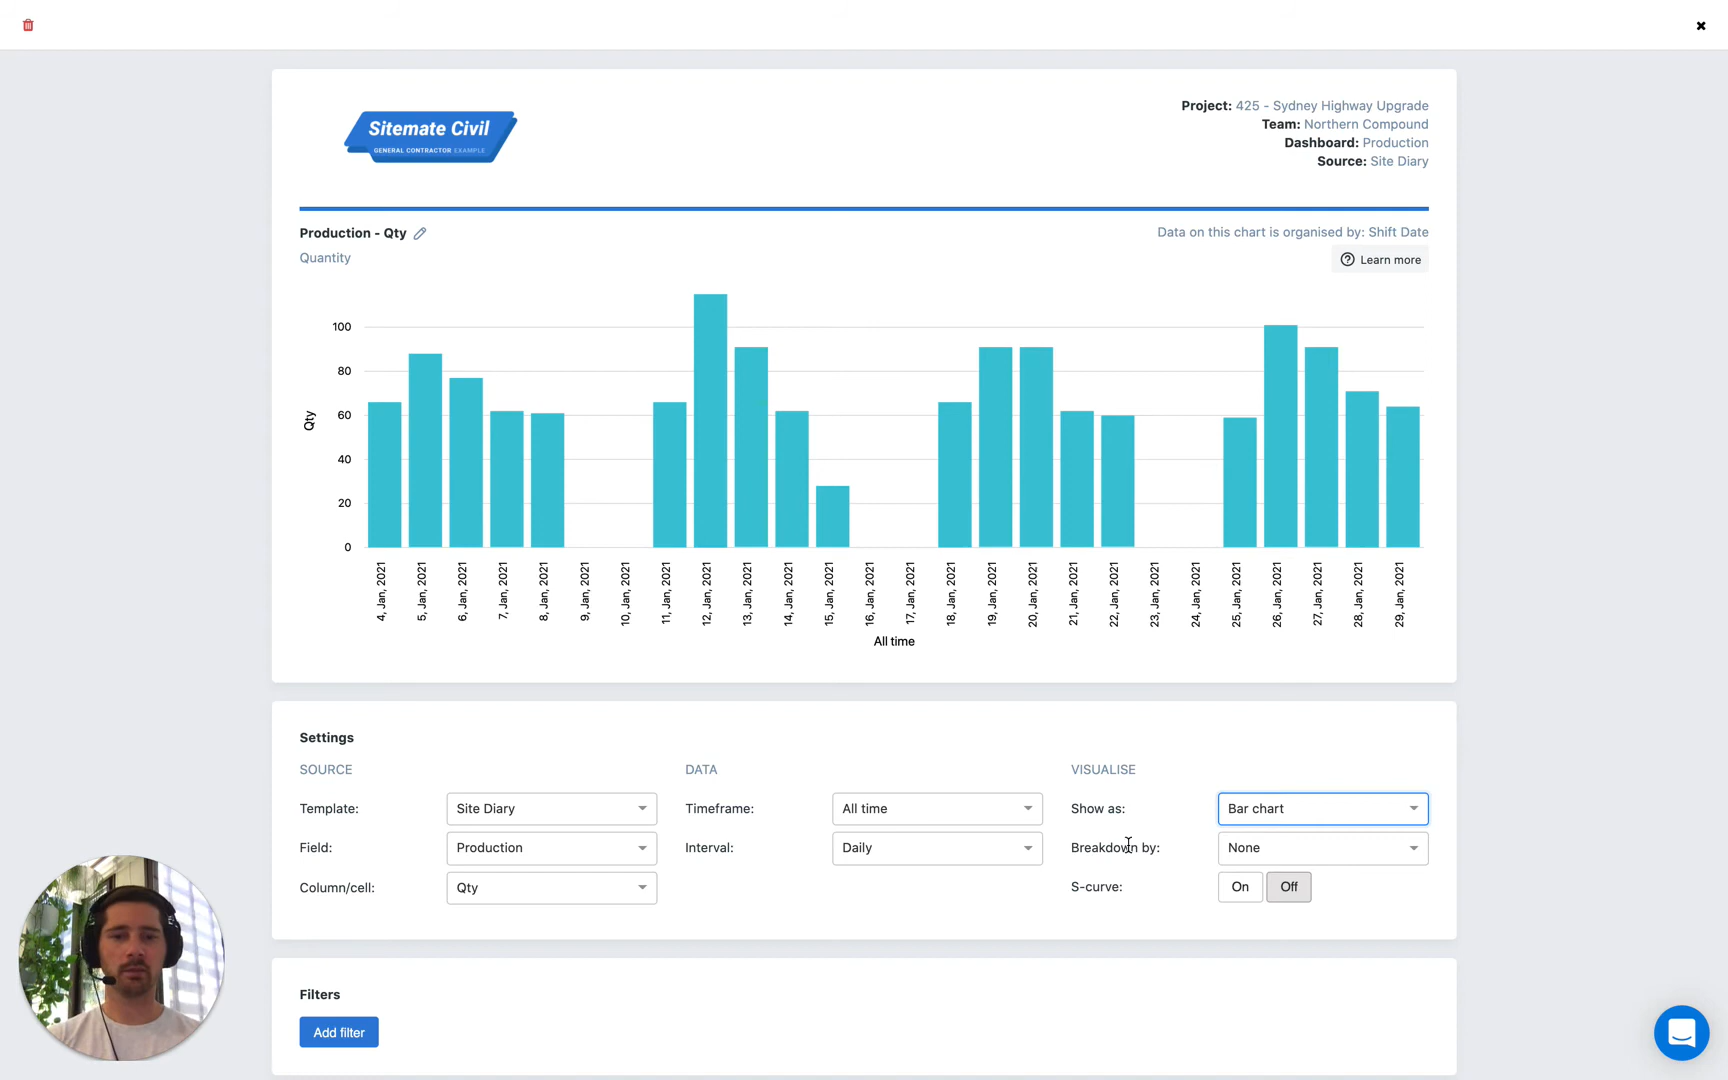 Sitemate Civil
GENERAL CONTRACTOR EXAMPLE
Project: 425 - Sydney Highway Upgrade
Team: Northern Compound
Dashboard: Production
Source: Site Diary
Production - Qty
Data on this chart is organised by: Shift Date
Quantity
Learn more
100
80
60
40
20
0
Qty
4, Jan, 2021
5, Jan, 2021
6, Jan, 2021
7, Jan, 2021
8, Jan, 2021
9, Jan, 2021
10, Jan, 2021
11, Jan, 2021
12, Jan, 2021
13, Jan, 2021
14, Jan, 2021
15, Jan, 2021
16, Jan, 2021
17, Jan, 2021
18, Jan, 2021
19, Jan, 2021
20, Jan, 2021
21, Jan, 2021
22, Jan, 2021
23, Jan, 2021
24, Jan, 2021
25, Jan, 2021
26, Jan, 2021
27, Jan, 2021
28, Jan, 2021
29, Jan, 2021
All time
Settings
SOURCE
DATA
VISUALISE
Template: Site Diary
Timeframe: All time
Show as: Bar chart
Field: Production
Interval: Daily
Breakdown by: None
Column/cell: Qty
S-curve: On Off
Filters
Add filter